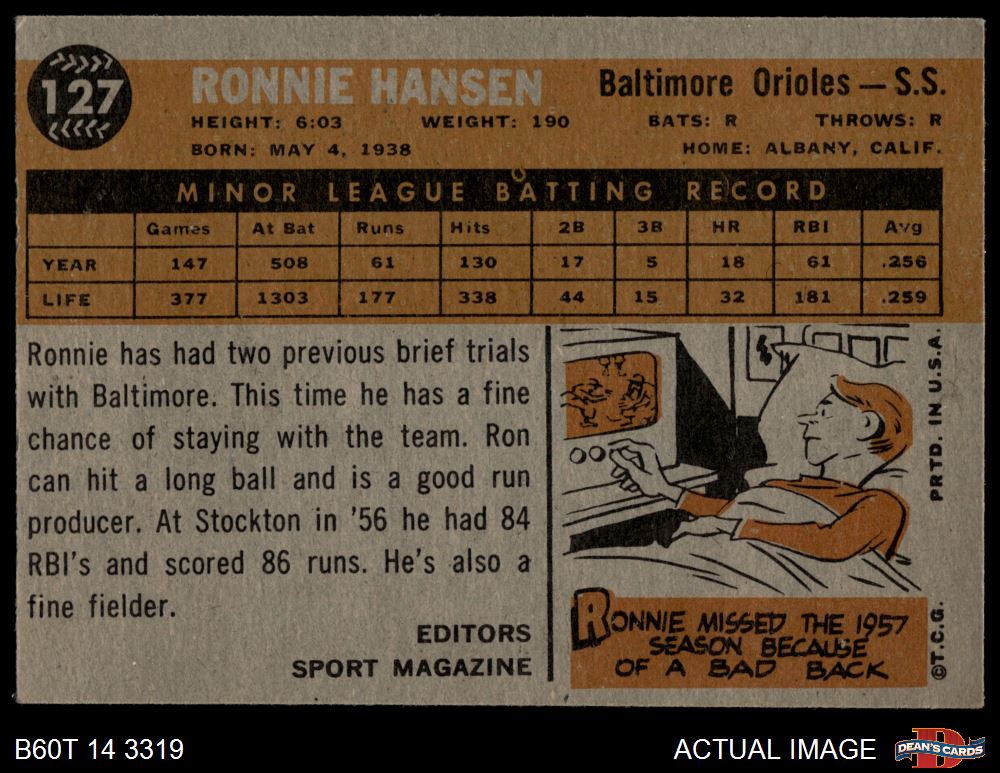 127
RONNIE HANSEN
Baltimore Orioles — S.S.
HEIGHT: 6:03 WEIGHT: 190 BATS: R THROWS: R
BORN: MAY 4, 1938 HOME: ALBANY, CALIF.
MINOR LEAGUE BATTING RECORD
Games At Bat Runs Hits 2B 3B HR RBI Avg
YEAR 147 508 61 130 17 5 18 61 .256
LIFE 377 1303 177 338 44 15 32 181 .259
Ronnie has had two previous brief trials
with Baltimore. This time he has a fine
chance of staying with the team. Ron
can hit a long ball and is a good run
producer. At Stockton in '56 he had 84
RBI's and scored 86 runs. He's also a
fine fielder.
EDITORS
SPORT MAGAZINE
RONNIE MISSED THE 1957
SEASON BECAUSE
OF A BAD BACK
©T.C.G. PRTD. IN U.S.A.
B60T 14 3319
ACTUAL IMAGE
D
DEAN'S CARDS